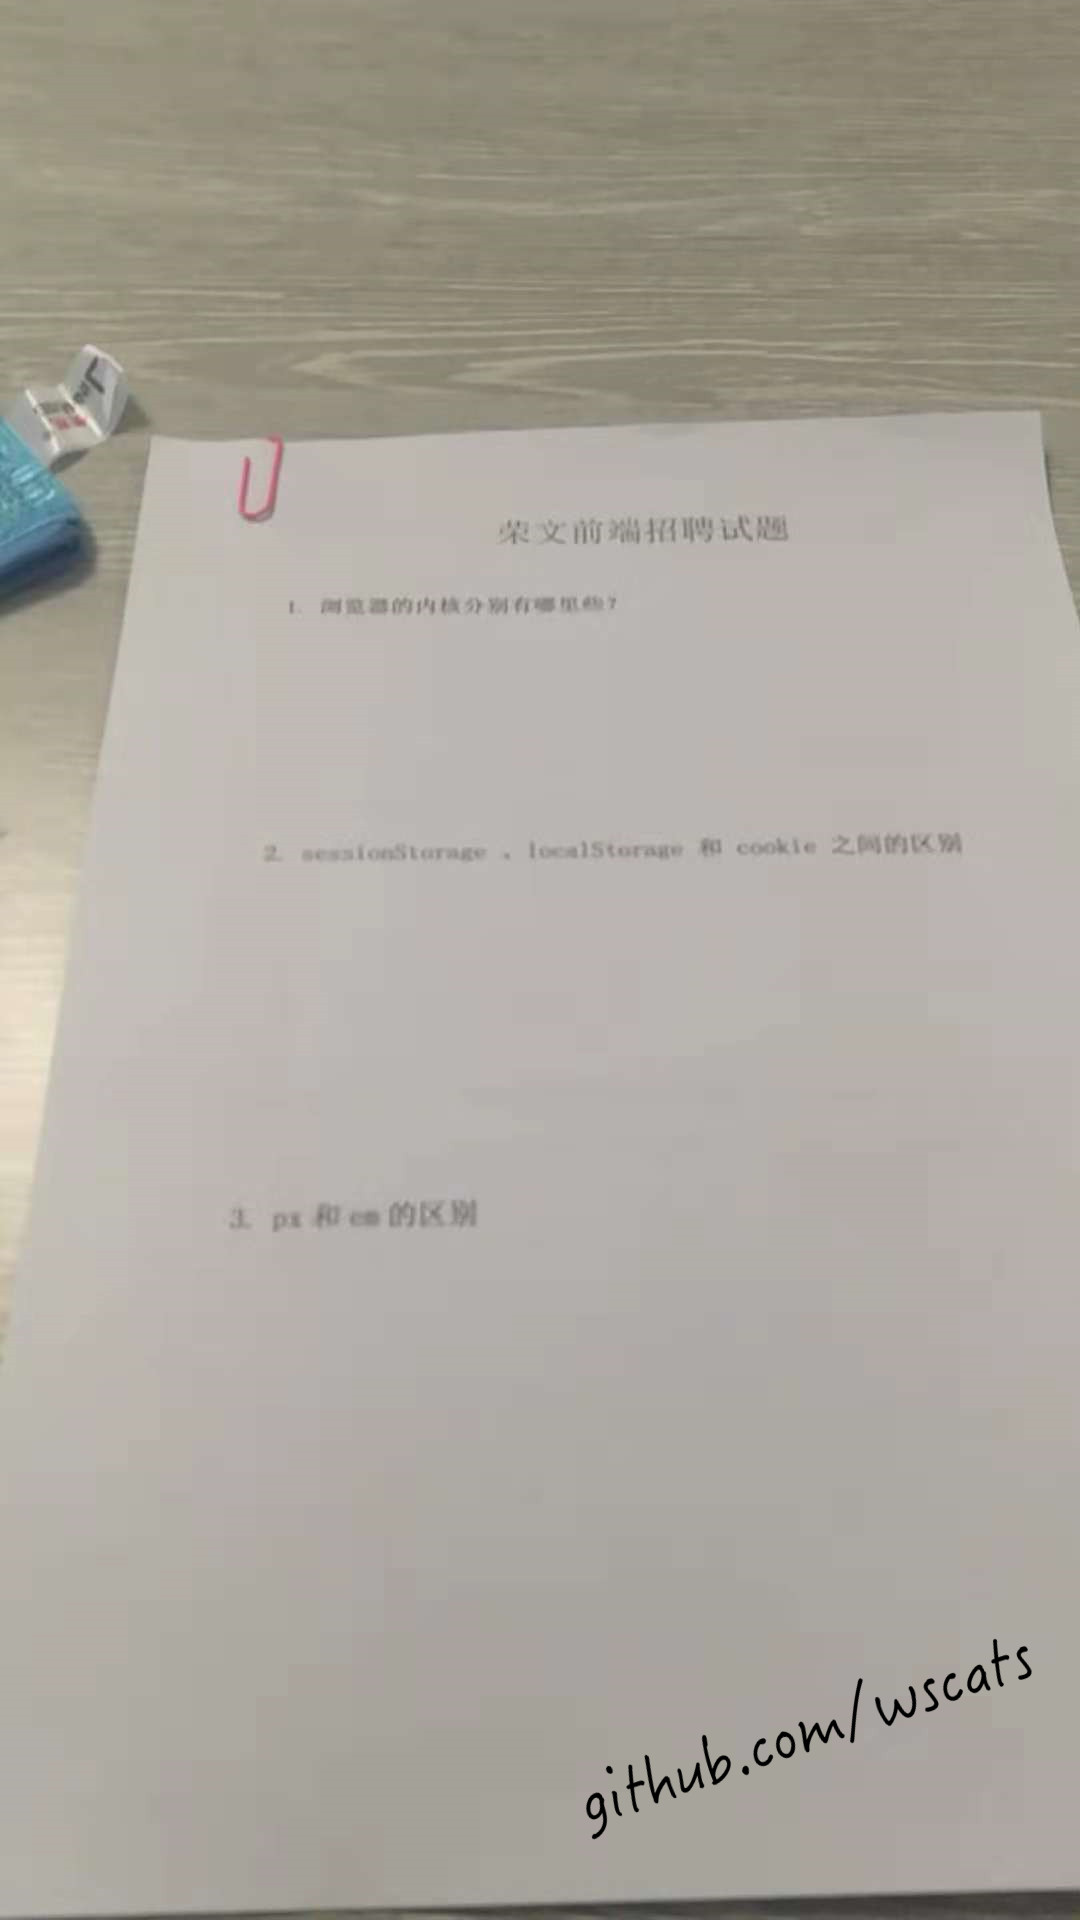 荣文前端招聘试题
1. 浏览器的内核分别有哪里些?
2. sessionStorage 、localStorage 和 cookie 之间的区别
3. px 和 em 的区别
github.com/wscats